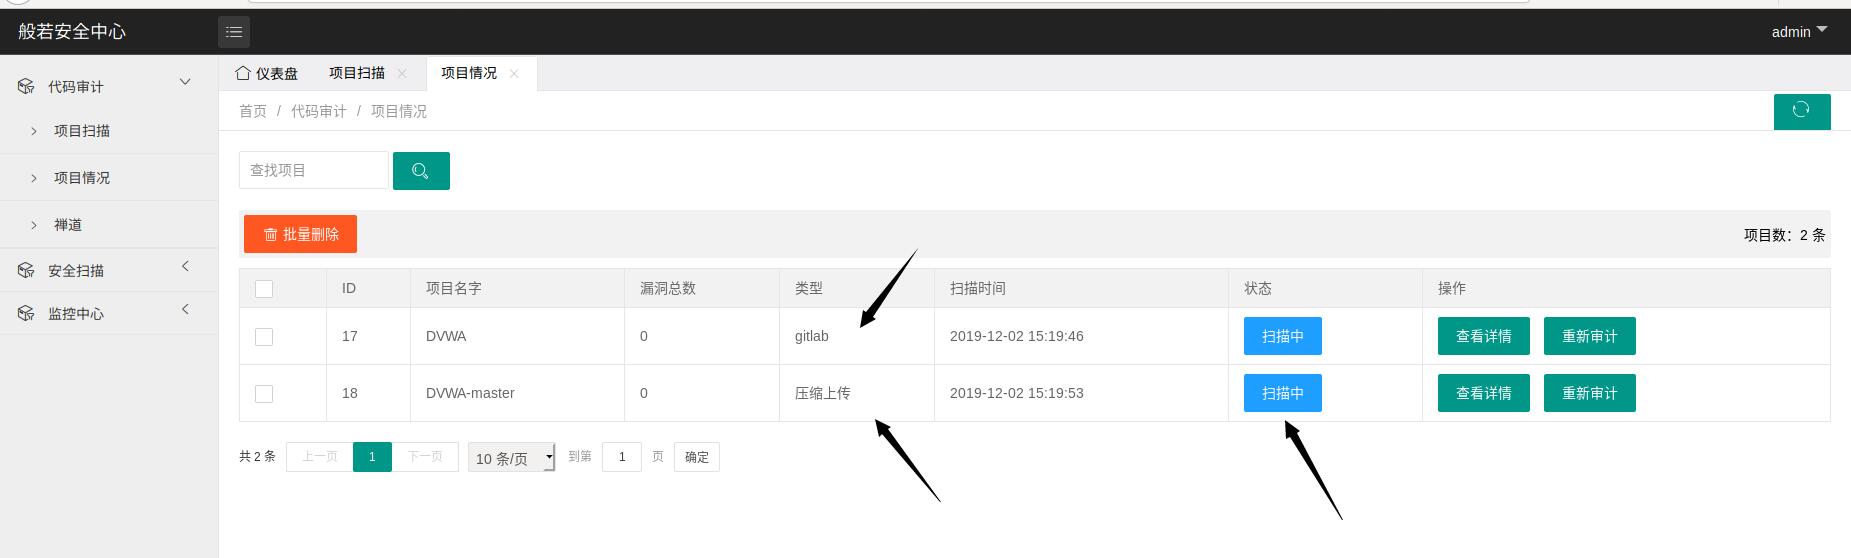 般若安全中心
admin
代码审计
项目扫描
项目情况
禅道
安全扫描
监控中心
仪表盘 项目扫描 项目情况
首页 / 代码审计 / 项目情况
查找项目
批量删除
项目数：2 条
ID 项目名字 漏洞总数 类型 扫描时间 状态 操作
17 DVWA 0 gitlab 2019-12-02 15:19:46 扫描中 查看详情 重新审计
18 DVWA-master 0 压缩上传 2019-12-02 15:19:53 扫描中 查看详情 重新审计
共 2 条 上一页 1 下一页 10 条/页 到第 1 页 确定